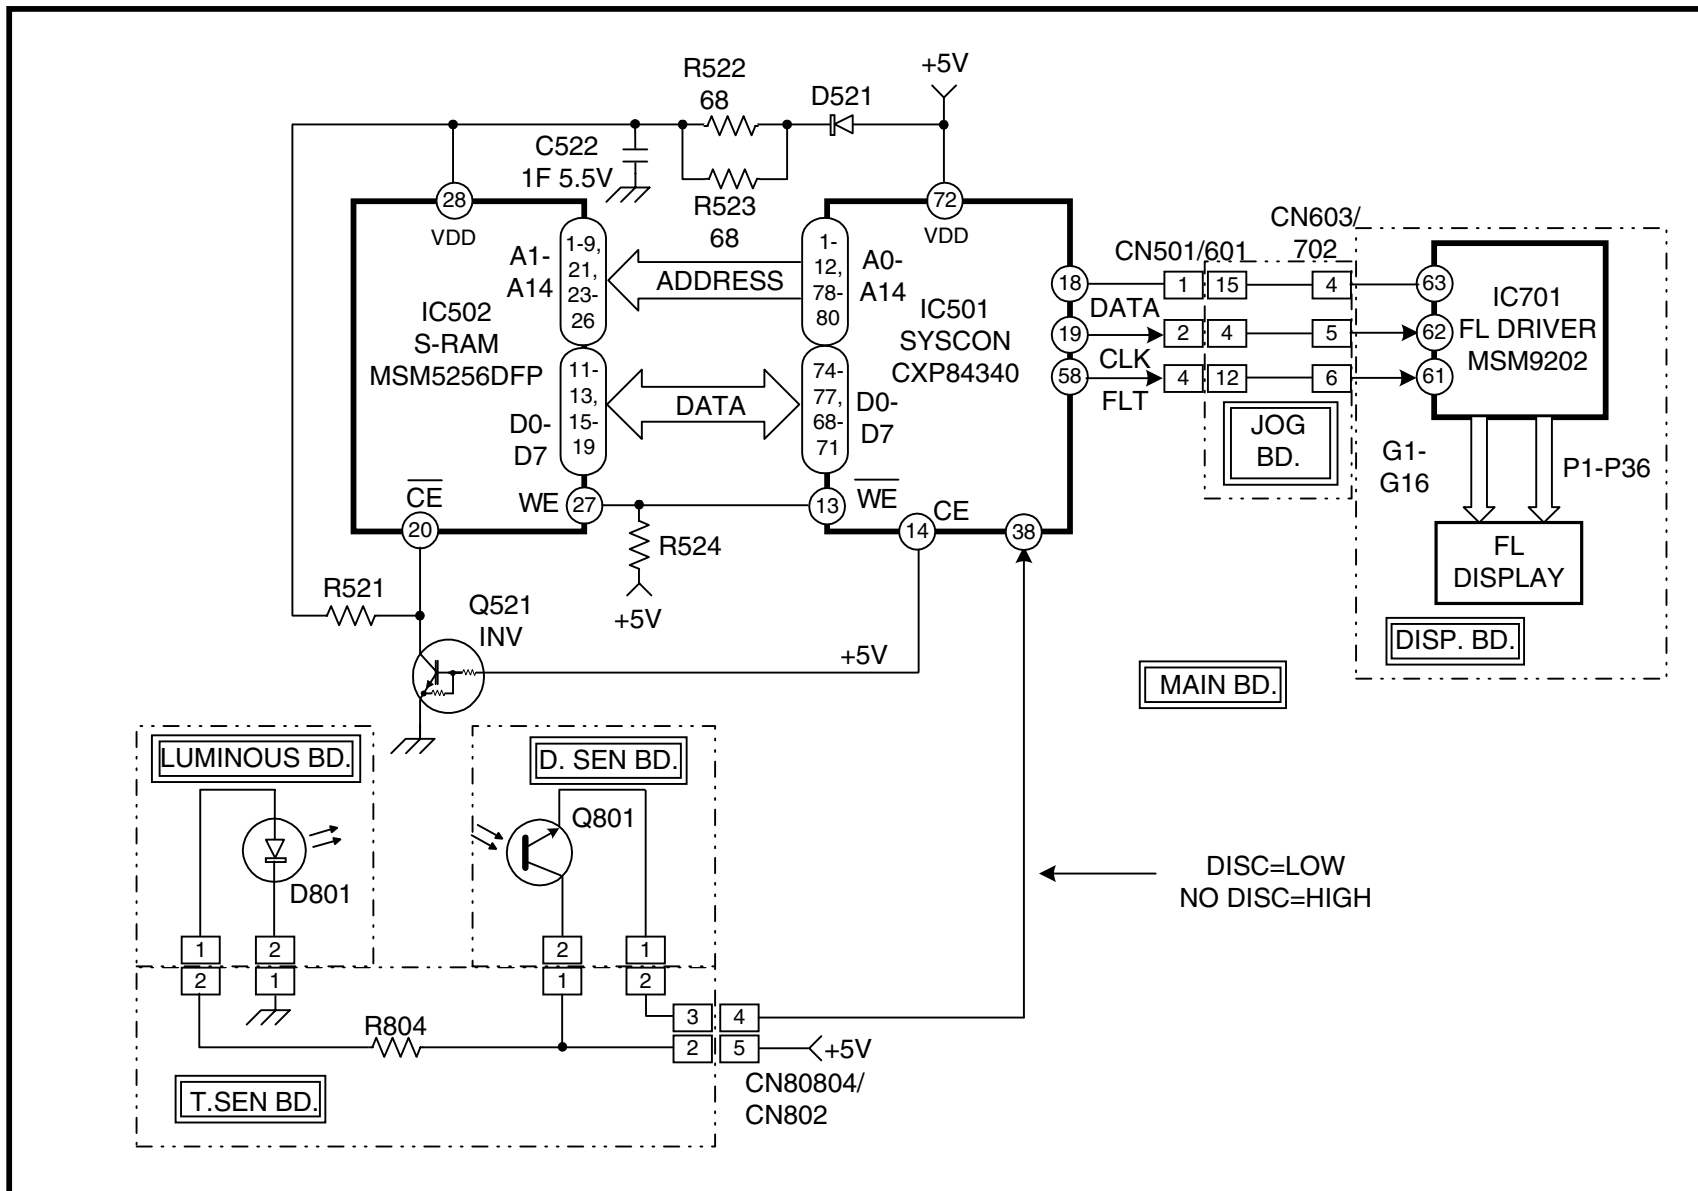 +5V
R522
68
D521
C522
1F 5.5V
R523
68
28
VDD
72
VDD
CN603/
702
CN501/601
A1-
A14
1-9,
21,
23-
26
ADDRESS
1-
12,
78-
80
A0-
A14
IC502
S-RAM
MSM5256DFP
IC501
SYSCON
CXP84340
18
DATA
1
15
4
63
19
CLK
2
4
5
62
58
FLT
4
12
6
61
IC701
FL DRIVER
MSM9202
11-
13,
15-
19
DATA
74-
77,
68-
71
D0-
D7
D0-
D7
JOG
BD.
G1-
G16
P1-P36
CE
20
WE
27
13
WE
14
CE
38
R524
+5V
FL
DISPLAY
R521
Q521
INV
+5V
DISP. BD.
MAIN BD.
LUMINOUS BD.
D. SEN BD.
Q801
D801
DISC=LOW
NO DISC=HIGH
1
2
2
1
2
1
1
2
3
4
R804
2
5
+5V
CN80804/
CN802
T.SEN BD.